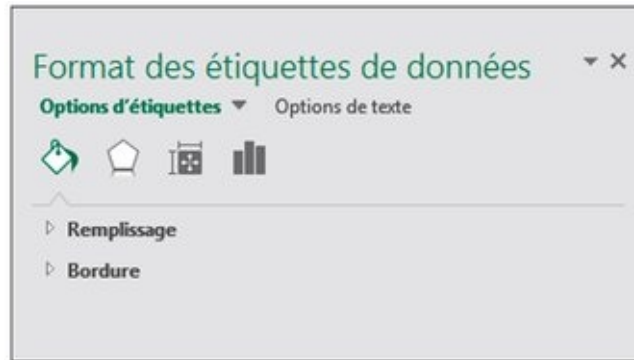 Format des étiquettes de données
Options d'étiquettes Options de texte
Remplissage
Bordure